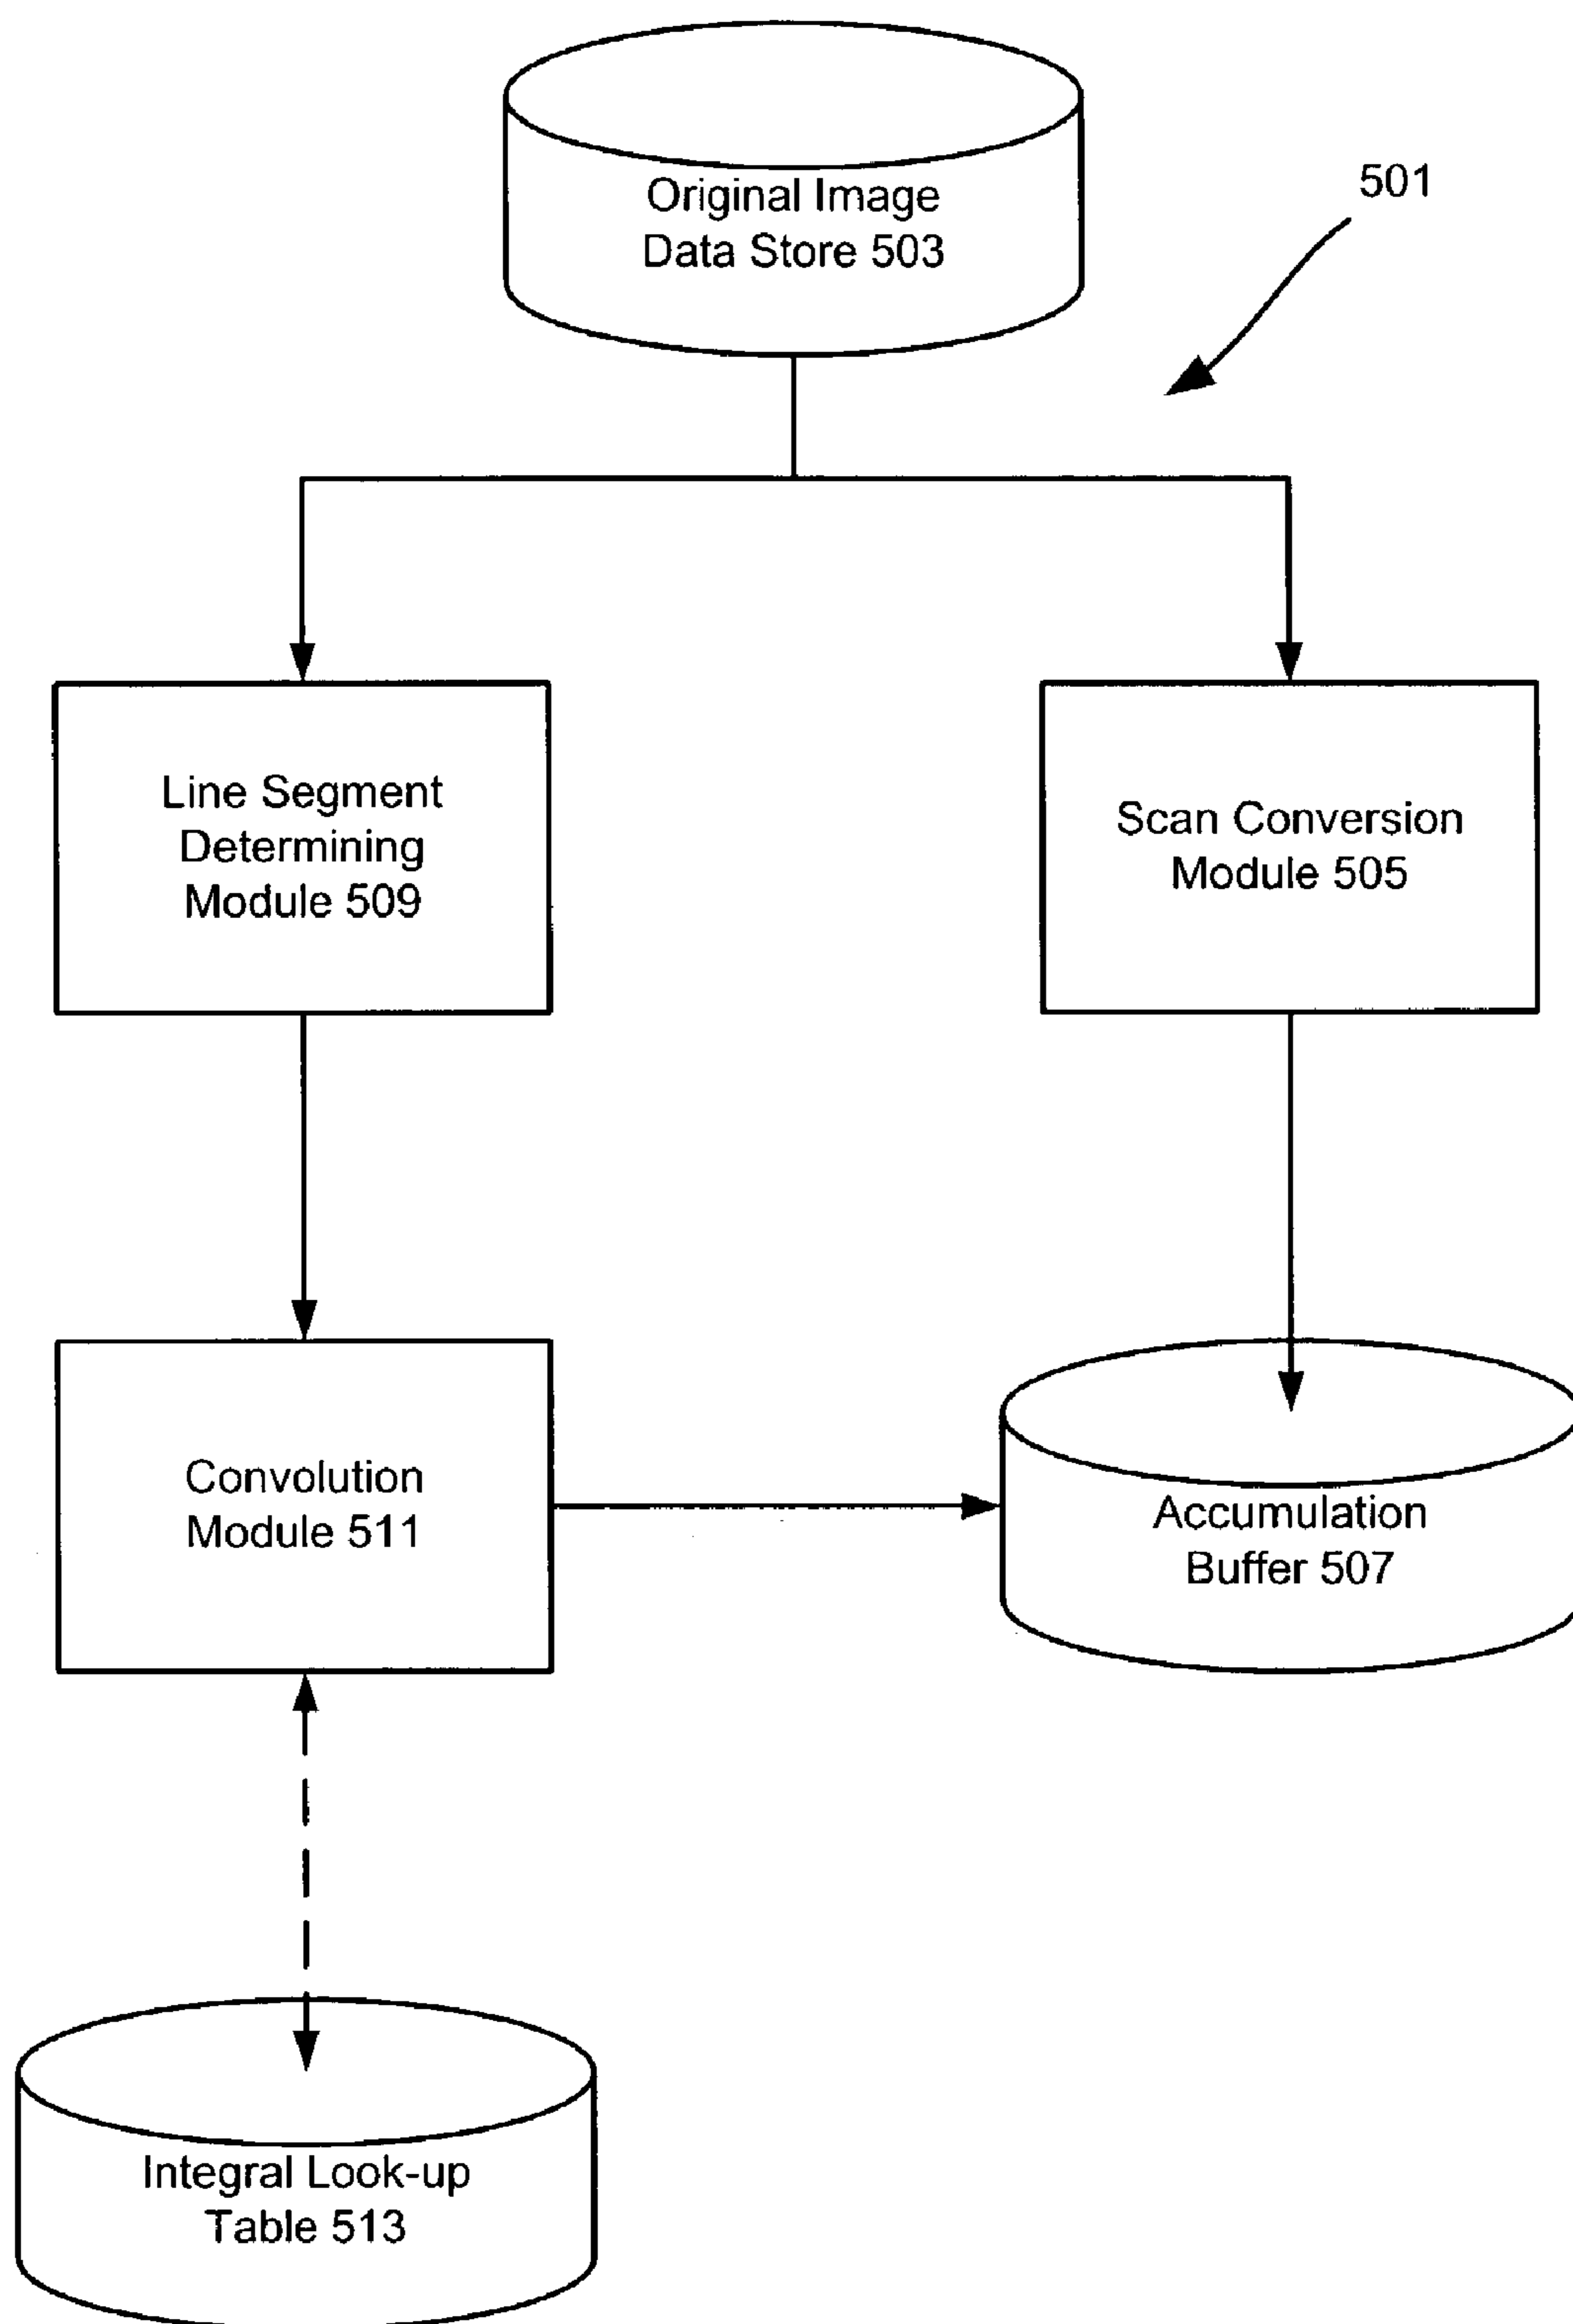 Original Image
Data Store 503
501
Line Segment
Determining
Module 509
Scan Conversion
Module 505
Convolution
Module 511
Accumulation
Buffer 507
Integral Look-up
Table 513